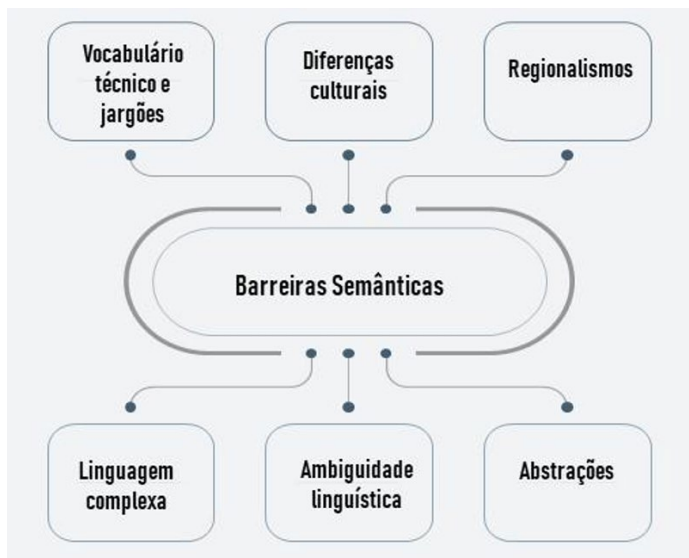 Vocabulário
técnico e
jargões
Diferenças
culturais
Regionalismos
Barreiras Semânticas
Linguagem
complexa
Ambiguidade
linguística
Abstrações